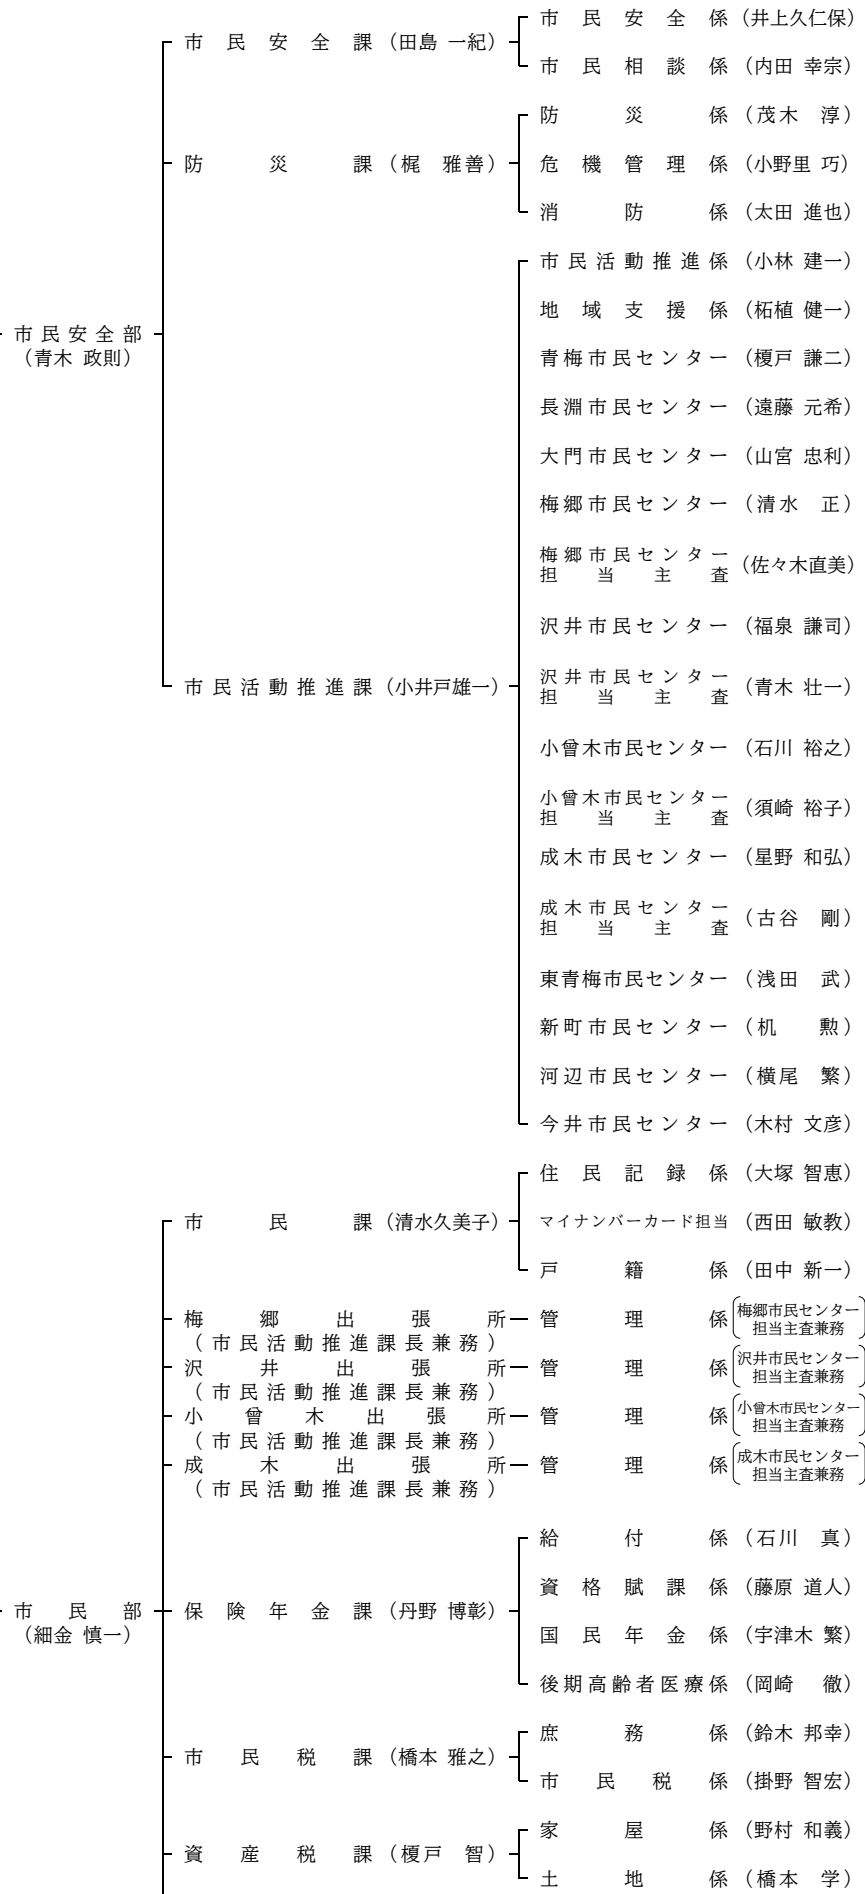 市民安全部
（青木 政則）
市民安全課（田島 一紀）
市民安全係（井上久仁保）
市民相談係（内田 幸宗）
防災課（梶　雅善）
防災係（茂木　淳）
危機管理係（小野里 巧）
消防係（太田 進也）
市民活動推進課（小井戸雄一）
市民活動推進係（小林 建一）
地域支援係（柘植 健一）
青梅市民センター（榎戸 謙二）
長淵市民センター（遠藤 元希）
大門市民センター（山宮 忠利）
梅郷市民センター（清水　正）
梅郷市民センター
担当主査（佐々木直美）
沢井市民センター（福泉 謙司）
沢井市民センター
担当主査（青木 壮一）
小曾木市民センター（石川 裕之）
小曾木市民センター
担当主査（須崎 裕子）
成木市民センター（星野 和弘）
成木市民センター
担当主査（古谷　剛）
東青梅市民センター（浅田　武）
新町市民センター（机　勲）
河辺市民センター（横尾　繁）
今井市民センター（木村 文彦）
市民部
（細金 慎一）
市民課（清水久美子）
住民記録係（大塚 智恵）
マイナンバーカード担当（西田 敏教）
戸籍係（田中 新一）
梅郷出張所
（市民活動推進課長兼務）
管理係
梅郷市民センター
担当主査兼務
沢井出張所
（市民活動推進課長兼務）
管理係
沢井市民センター
担当主査兼務
小曾木出張所
（市民活動推進課長兼務）
管理係
小曾木市民センター
担当主査兼務
成木出張所
（市民活動推進課長兼務）
管理係
成木市民センター
担当主査兼務
保険年金課（丹野 博彰）
給付係（石川　真）
資格賦課係（藤原 道人）
国民年金係（宇津木 繁）
後期高齢者医療係（岡崎　徹）
市民税課（橋本 雅之）
庶務係（鈴木 邦幸）
市民税係（掛野 智宏）
資産税課（榎戸　智）
家屋係（野村 和義）
土地係（橋本　学）